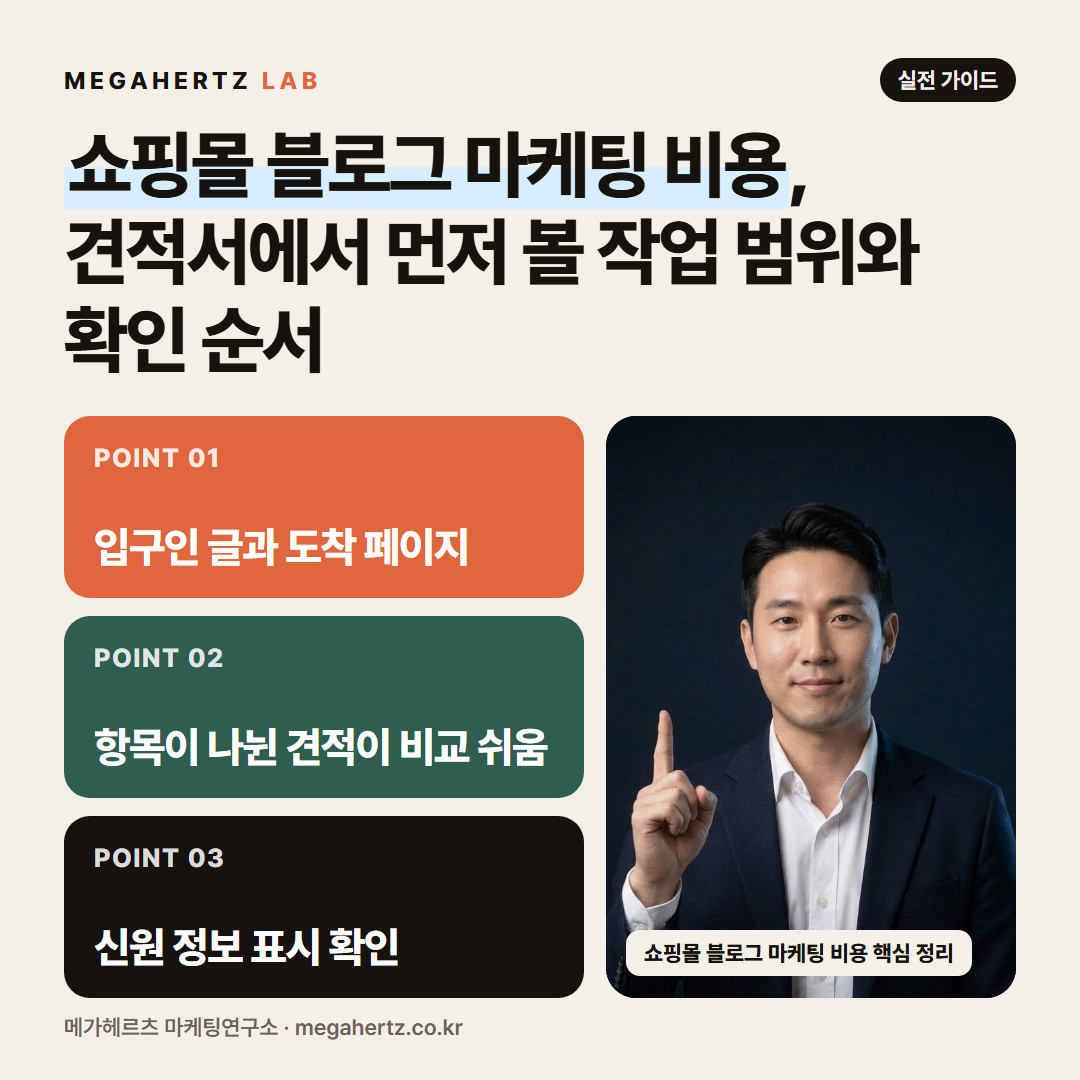 MEGAHERTZ LAB
실전 가이드
쇼핑몰 블로그 마케팅 비용,
견적서에서 먼저 볼 작업 범위와
확인 순서
POINT 01
입구인 글과 도착 페이지
POINT 02
항목이 나뉜 견적이 비교 쉬움
POINT 03
신원 정보 표시 확인
쇼핑몰 블로그 마케팅 비용 핵심 정리
메가헤르츠 마케팅연구소 · megahertz.co.kr